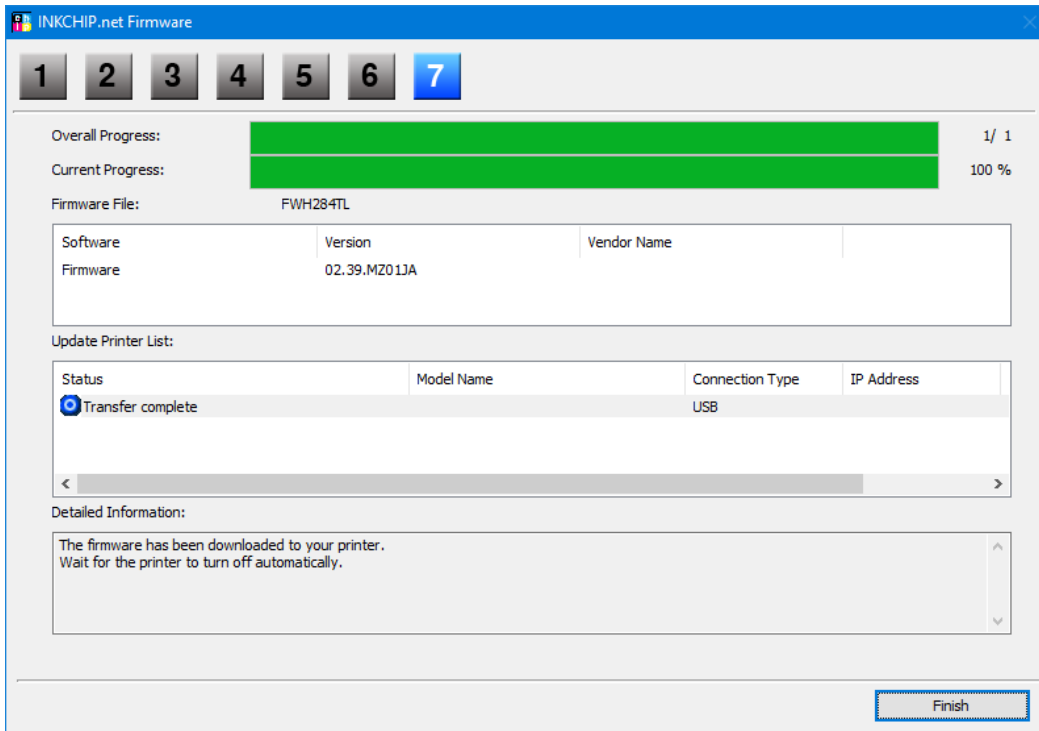 INKCHIP.net Firmware
1 2 3 4 5 6 7
Overall Progress: 1/ 1
Current Progress: 100 %
Firmware File: FWH284TL
Software Version Vendor Name
Firmware 02.39.MZ01JA
Update Printer List:
Status Model Name Connection Type IP Address
Transfer complete USB
Detailed Information:
The firmware has been downloaded to your printer.
Wait for the printer to turn off automatically.
Finish